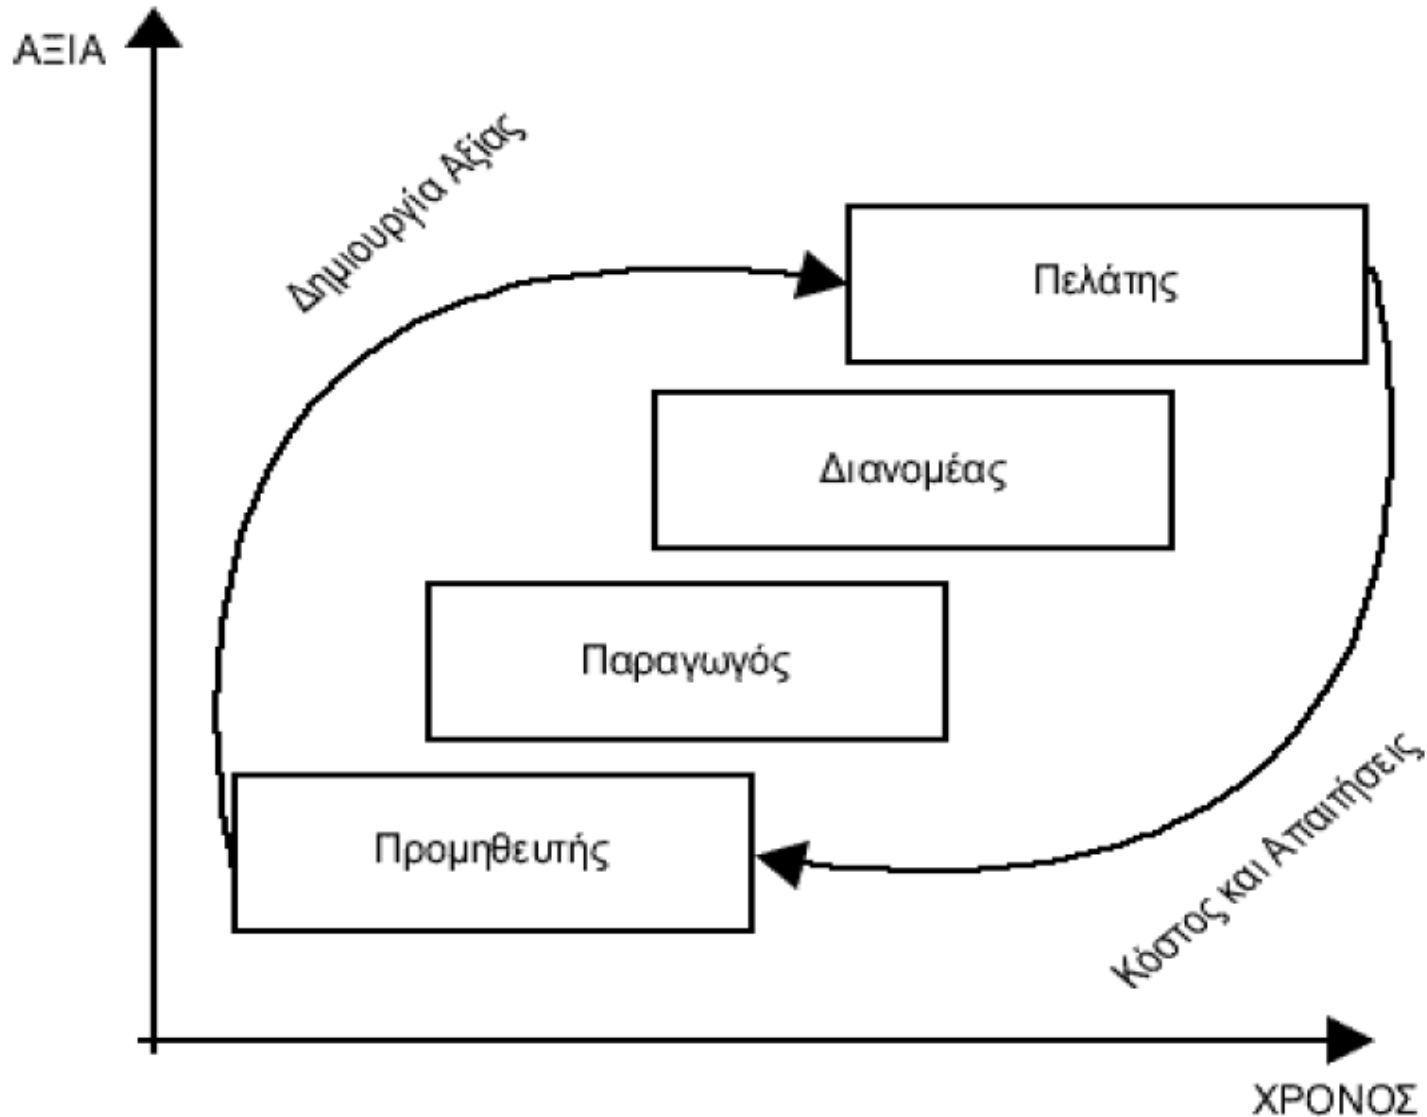 ΑΞΙΑ
Δημιουργία Αξίας
Πελάτης
Διανομέας
Παραγωγός
Προμηθευτής
Κόστος και Απαιτήσεις
ΧΡΟΝΟΣ